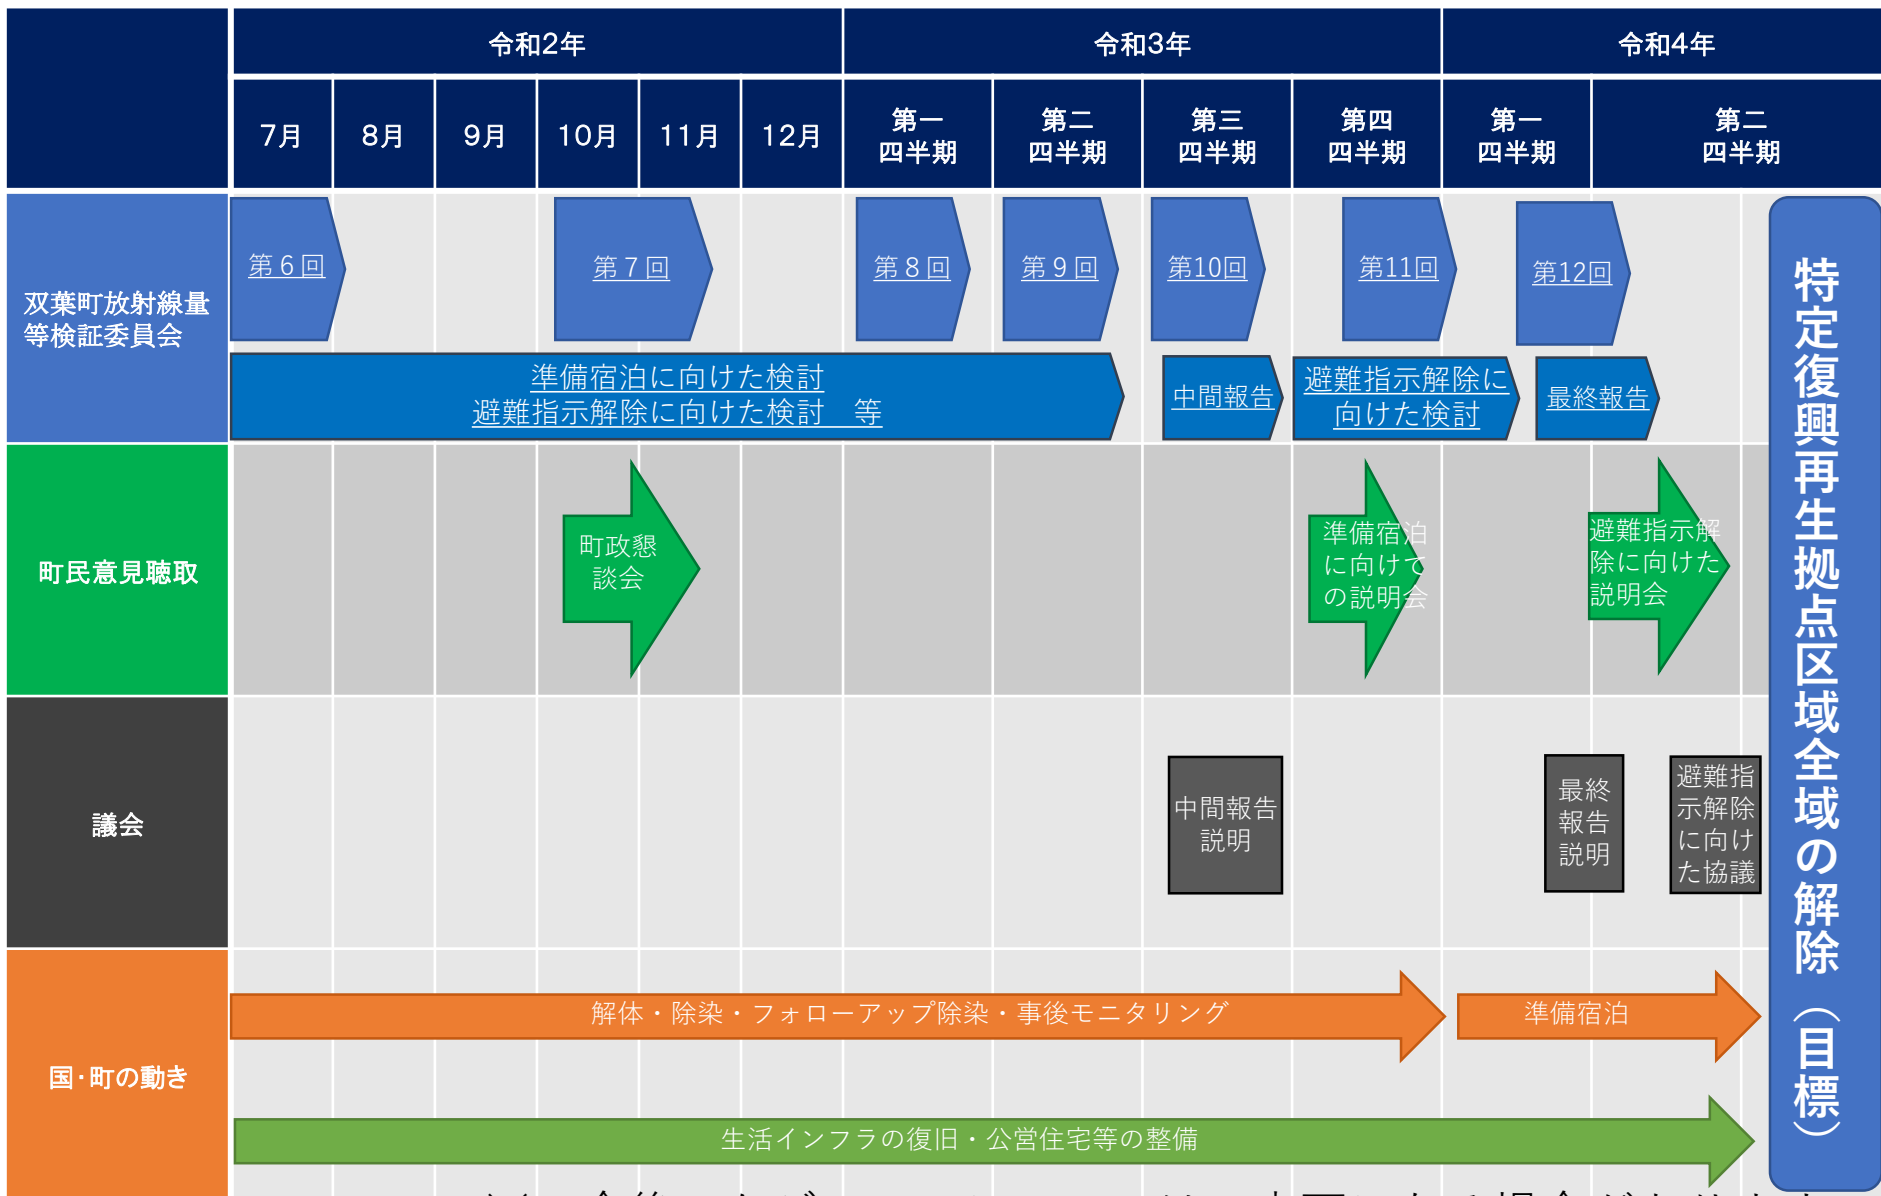 令和2年
令和3年
令和4年
7月
8月
9月
10月
11月
12月
第一
四半期
第二
四半期
第三
四半期
第四
四半期
第一
四半期
第二
四半期
双葉町放射線量
等検証委員会
第６回
第７回
第８回
第９回
第10回
第11回
第12回
準備宿泊に向けた検討
避難指示解除に向けた検討　等
中間報告
避難指示解除に
向けた検討
最終報告
町民意見聴取
町政懇
談会
準備宿泊
に向けて
の説明会
避難指示解
除に向けた
説明会
議会
中間報告
説明
最終
報告
説明
避難指
示解除
に向け
た協議
国・町の動き
解体・除染・フォローアップ除染・事後モニタリング
準備宿泊
生活インフラの復旧・公営住宅等の整備
特定復興再生拠点区域全域の解除（目標）